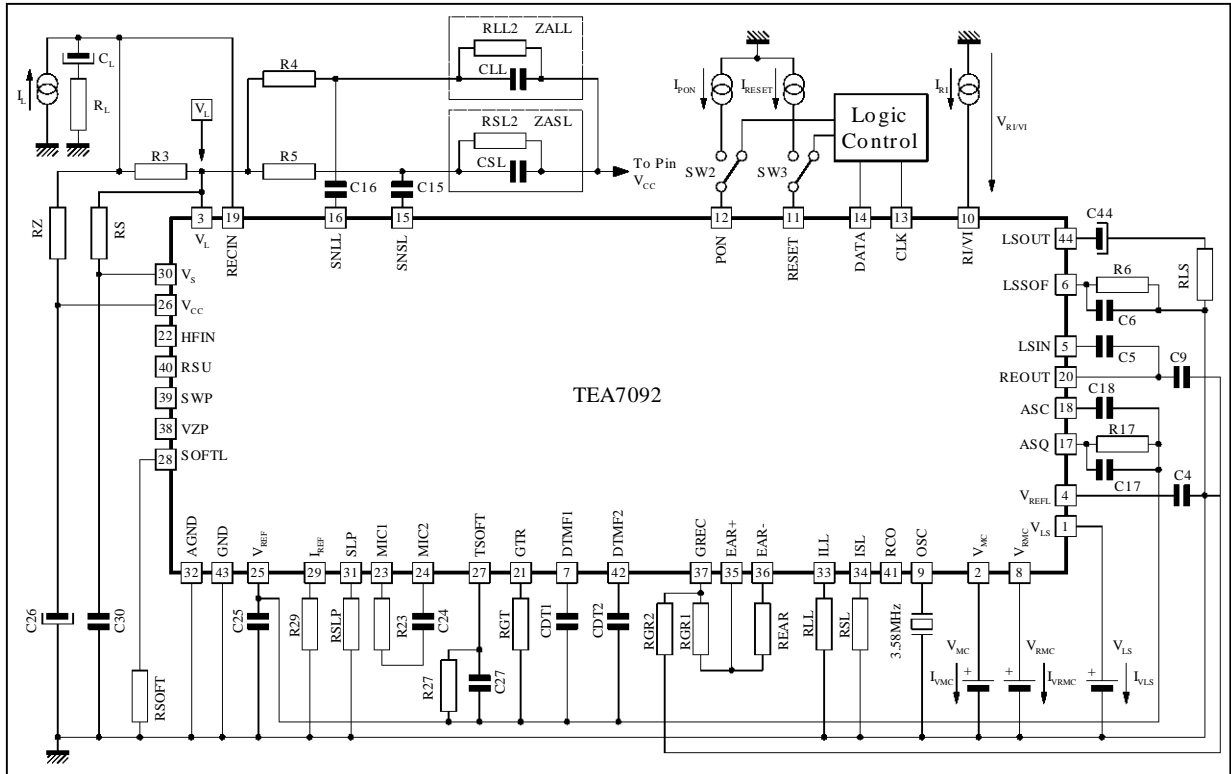 RLL2 ZALL
CLL
R4
C_L
I_L
R_L
V_L
RSL2 ZASL
CSL
R3
R5
To Pin
V_CC
C16
C15
I_PON
I_RESET
Logic
Control
SW2
SW3
I_RI
V_RI/VI
RZ
RS
3
19
16
15
12
11
14
13
10
V_L
RECIN
SNLL
SNSL
PON
RESET
DATA
CLK
RI/VI
30 V_S
26 V_CC
22 HFIN
40 RSU
39 SWP
38 VZP
28 SOFTL
TEA7092
C44
LSOUT 44
RLS
LSSOF 6
R6
C6
LSIN 5
C5
C9
REOUT 20
C18
ASC 18
R17
ASQ 17
C17
C4
V_REFL 4
V_LS 1
AGND
GND
V_REF
I_REF
SLP
MIC1
MIC2
TSOFT
GTR
DTMF1
DTMF2
GREC
EAR+
EAR-
ILL
ISL
RCO
OSC
V_MC
V_RMC
32
43
25
29
31
23
24
27
21
7
42
37
35
36
33
34
41
9
2
8
C26
C30
RSOFT
C25
R29
RSLP
R23
C24
R27
C27
RGT
CDT1
CDT2
RGR2
RGR1
REAR
RLL
RSL
3.58MHz
V_MC
I_VMC
+
V_RMC
I_VRMC
+
V_LS
I_VLS
+